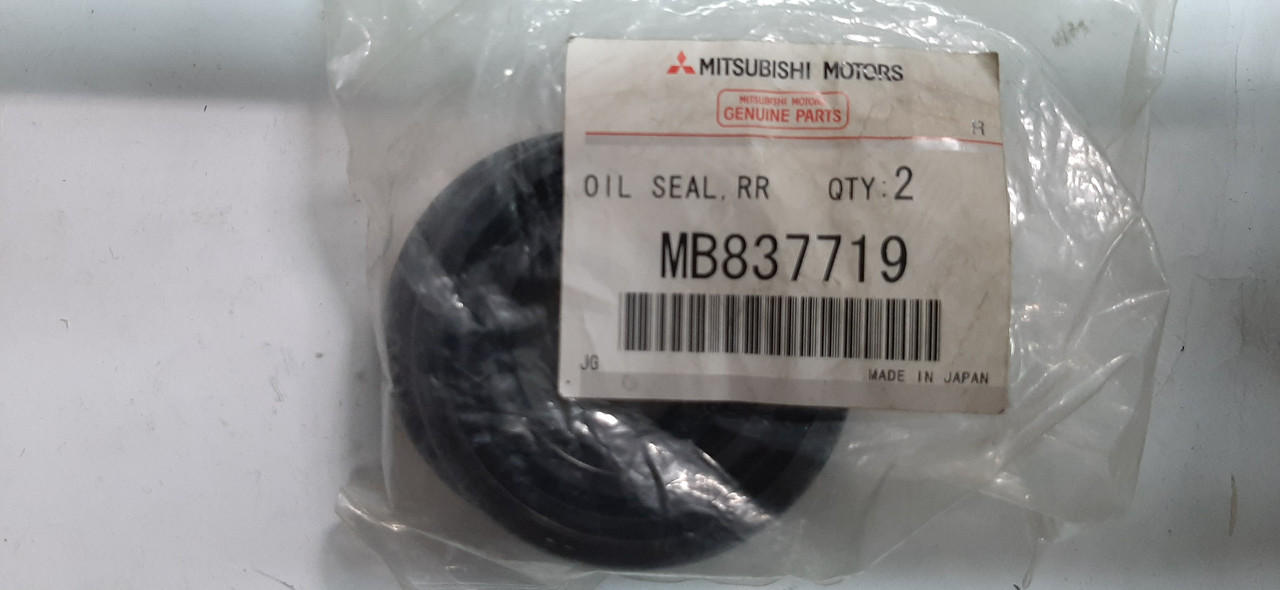 MITSUBISHI MOTORS
MITSUBISHI MOTORS
GENUINE PARTS
R
OIL SEAL, RR QTY:2
MB837719
JG
MADE IN JAPAN